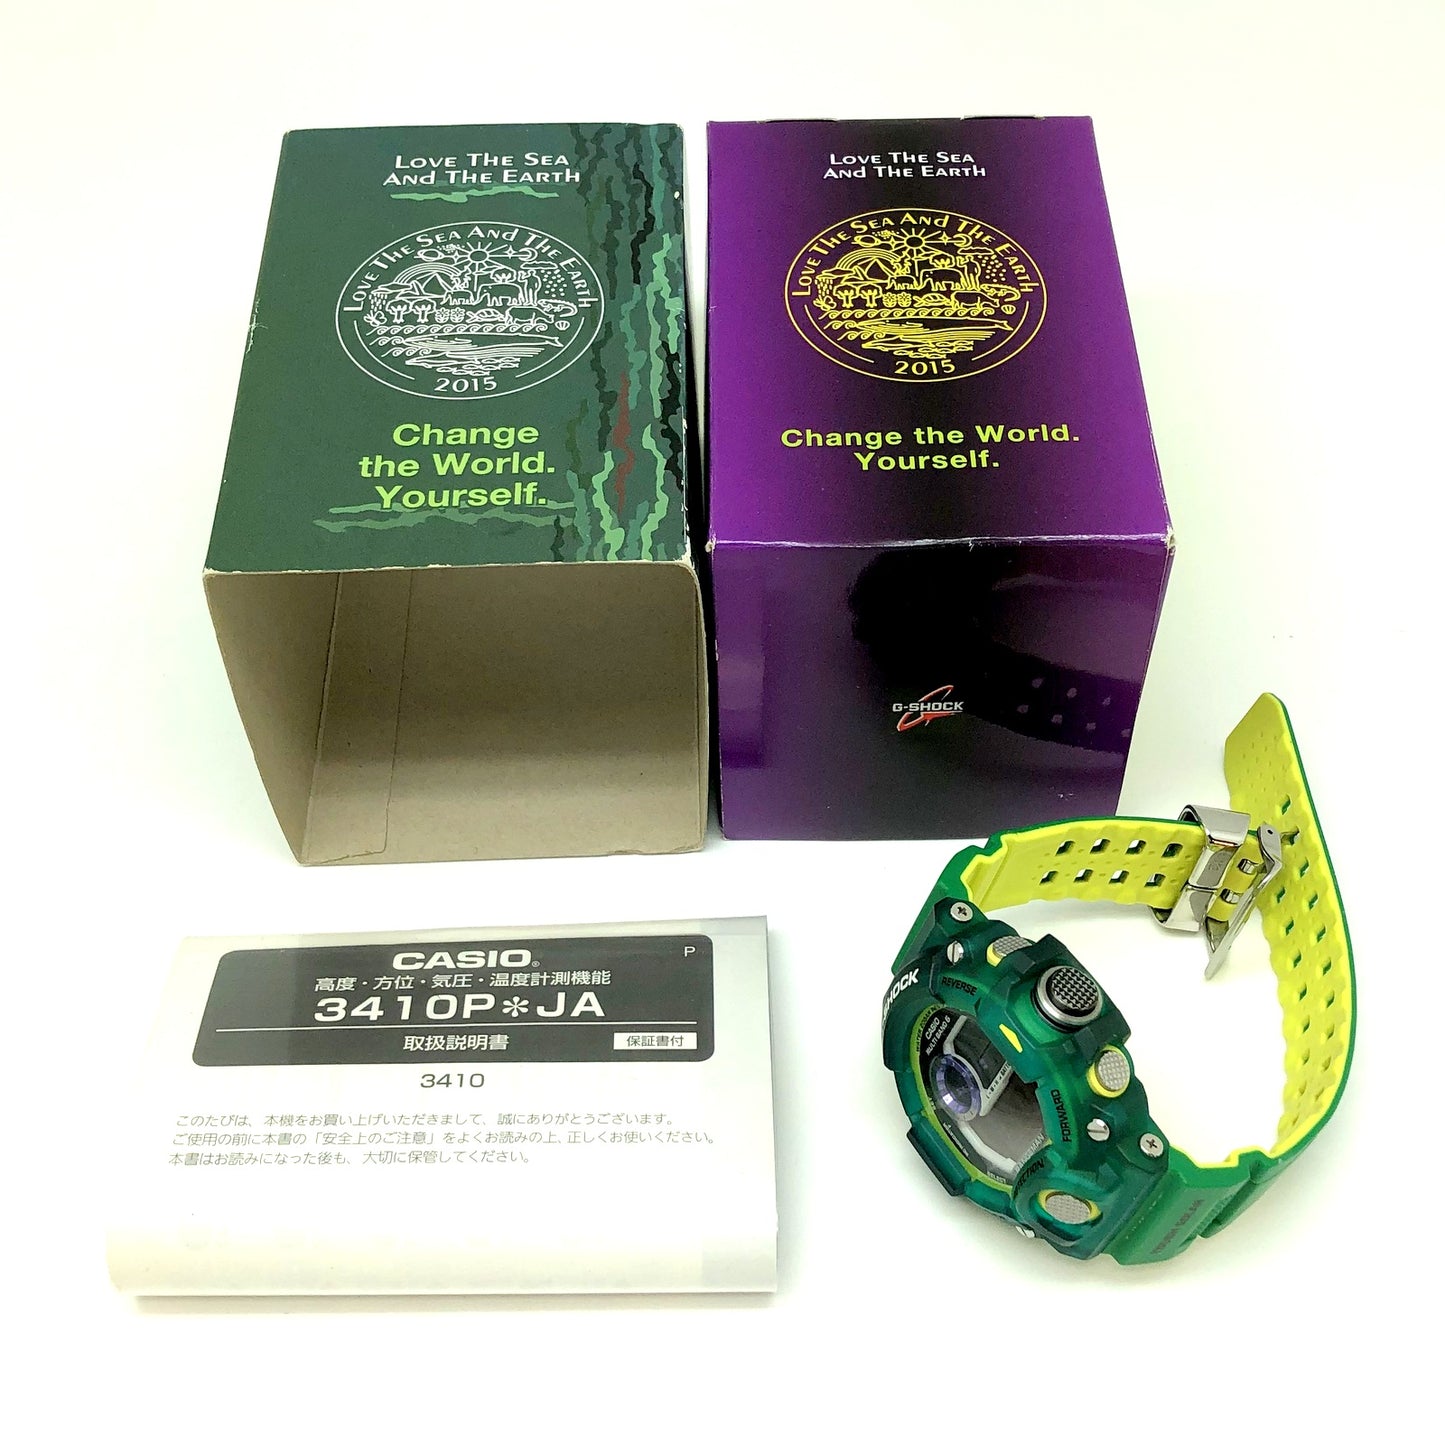 LOVE THE SEA
AND THE EARTH
LOVE THE SEA AND THE EARTH
2015
Change
the World.
Yourself.
LOVE THE SEA
AND THE EARTH
LOVE THE SEA AND THE EARTH
2015
Change the World.
Yourself.
G-SHOCK
CASIO®
P
高度・方位・気圧・温度計測機能
3410P*JA
取扱説明書
保証書付
3410
このたびは、本機をお買い上げいただきまして、誠にありがとうございます。
ご使用の前に本書の「安全上のご注意」をよくお読みの上、正しくお使いください。
本書はお読みになった後も、大切に保管してください。
G-SHOCK
REVERSE
CASIO
MULTI BAND 6
FORWARD
TOUGH SOLAR